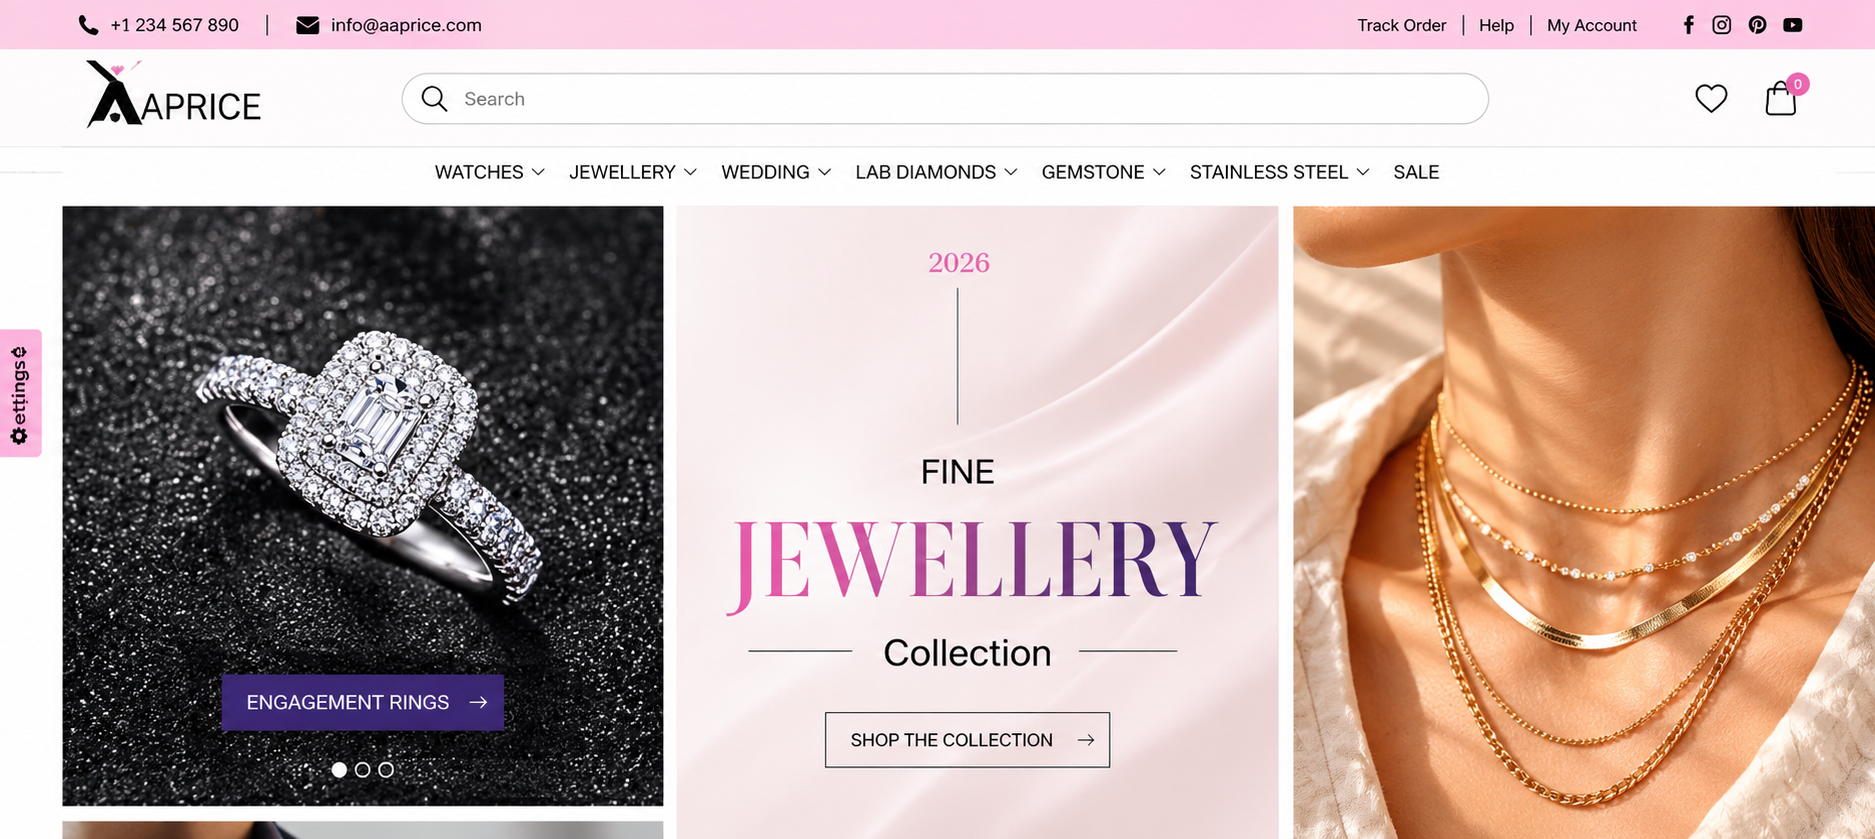 +1 234 567 890 | info@aaprice.com
Track Order | Help | My Account
AAPRICE
Search
0
WATCHES JEWELLERY WEDDING LAB DIAMONDS GEMSTONE STAINLESS STEEL SALE
ettings
ENGAGEMENT RINGS
2026
FINE
JEWELLERY
Collection
SHOP THE COLLECTION